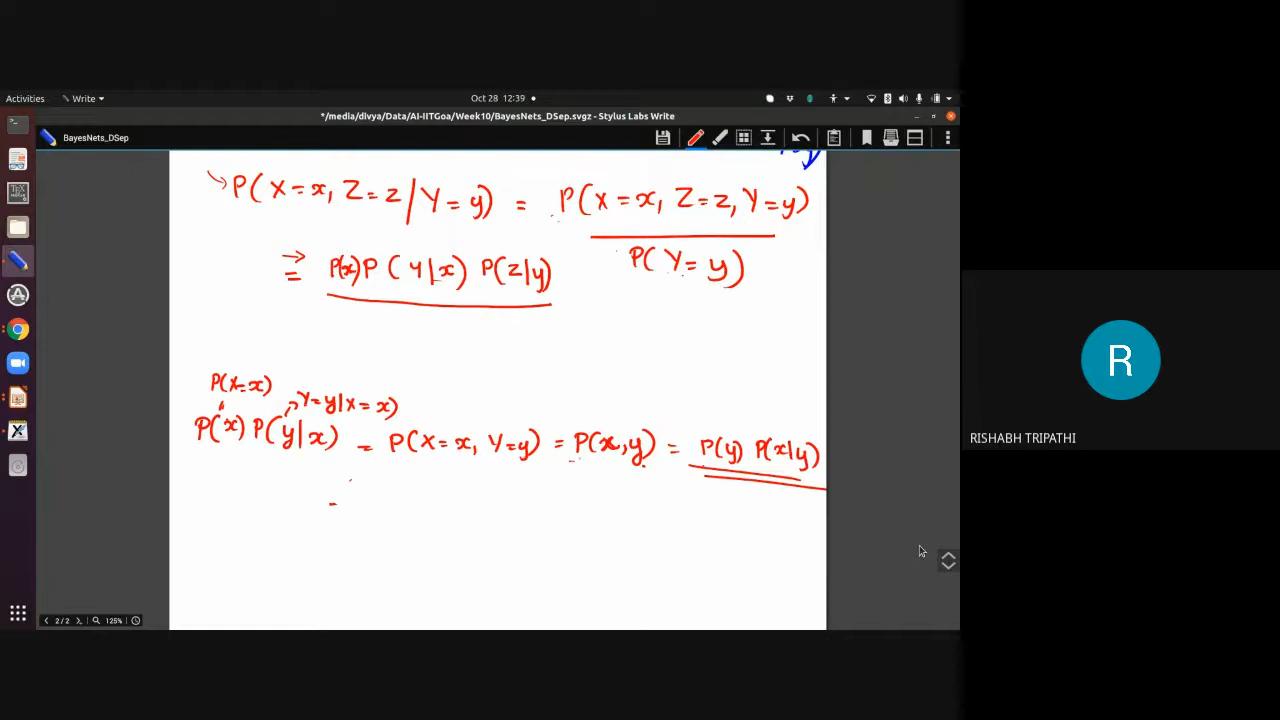 Activities Write Oct 28 12:39
*/media/divya/Data/AI-IITGoa/Week10/BayesNets_DSep.svgz - Stylus Labs Write
BayesNets_DSep
P(X=x, Z=z/Y=y) = P(X=x, Z=z, Y=y)
P(Y=y)
= P(x)P(y|x) P(z|y)
P(X=x)
Y=y|X=x)
P(x) P(y|x) = P(X=x, Y=y) = P(x,y) = P(y) P(x|y)
=
2/2 125%
R
RISHABH TRIPATHI